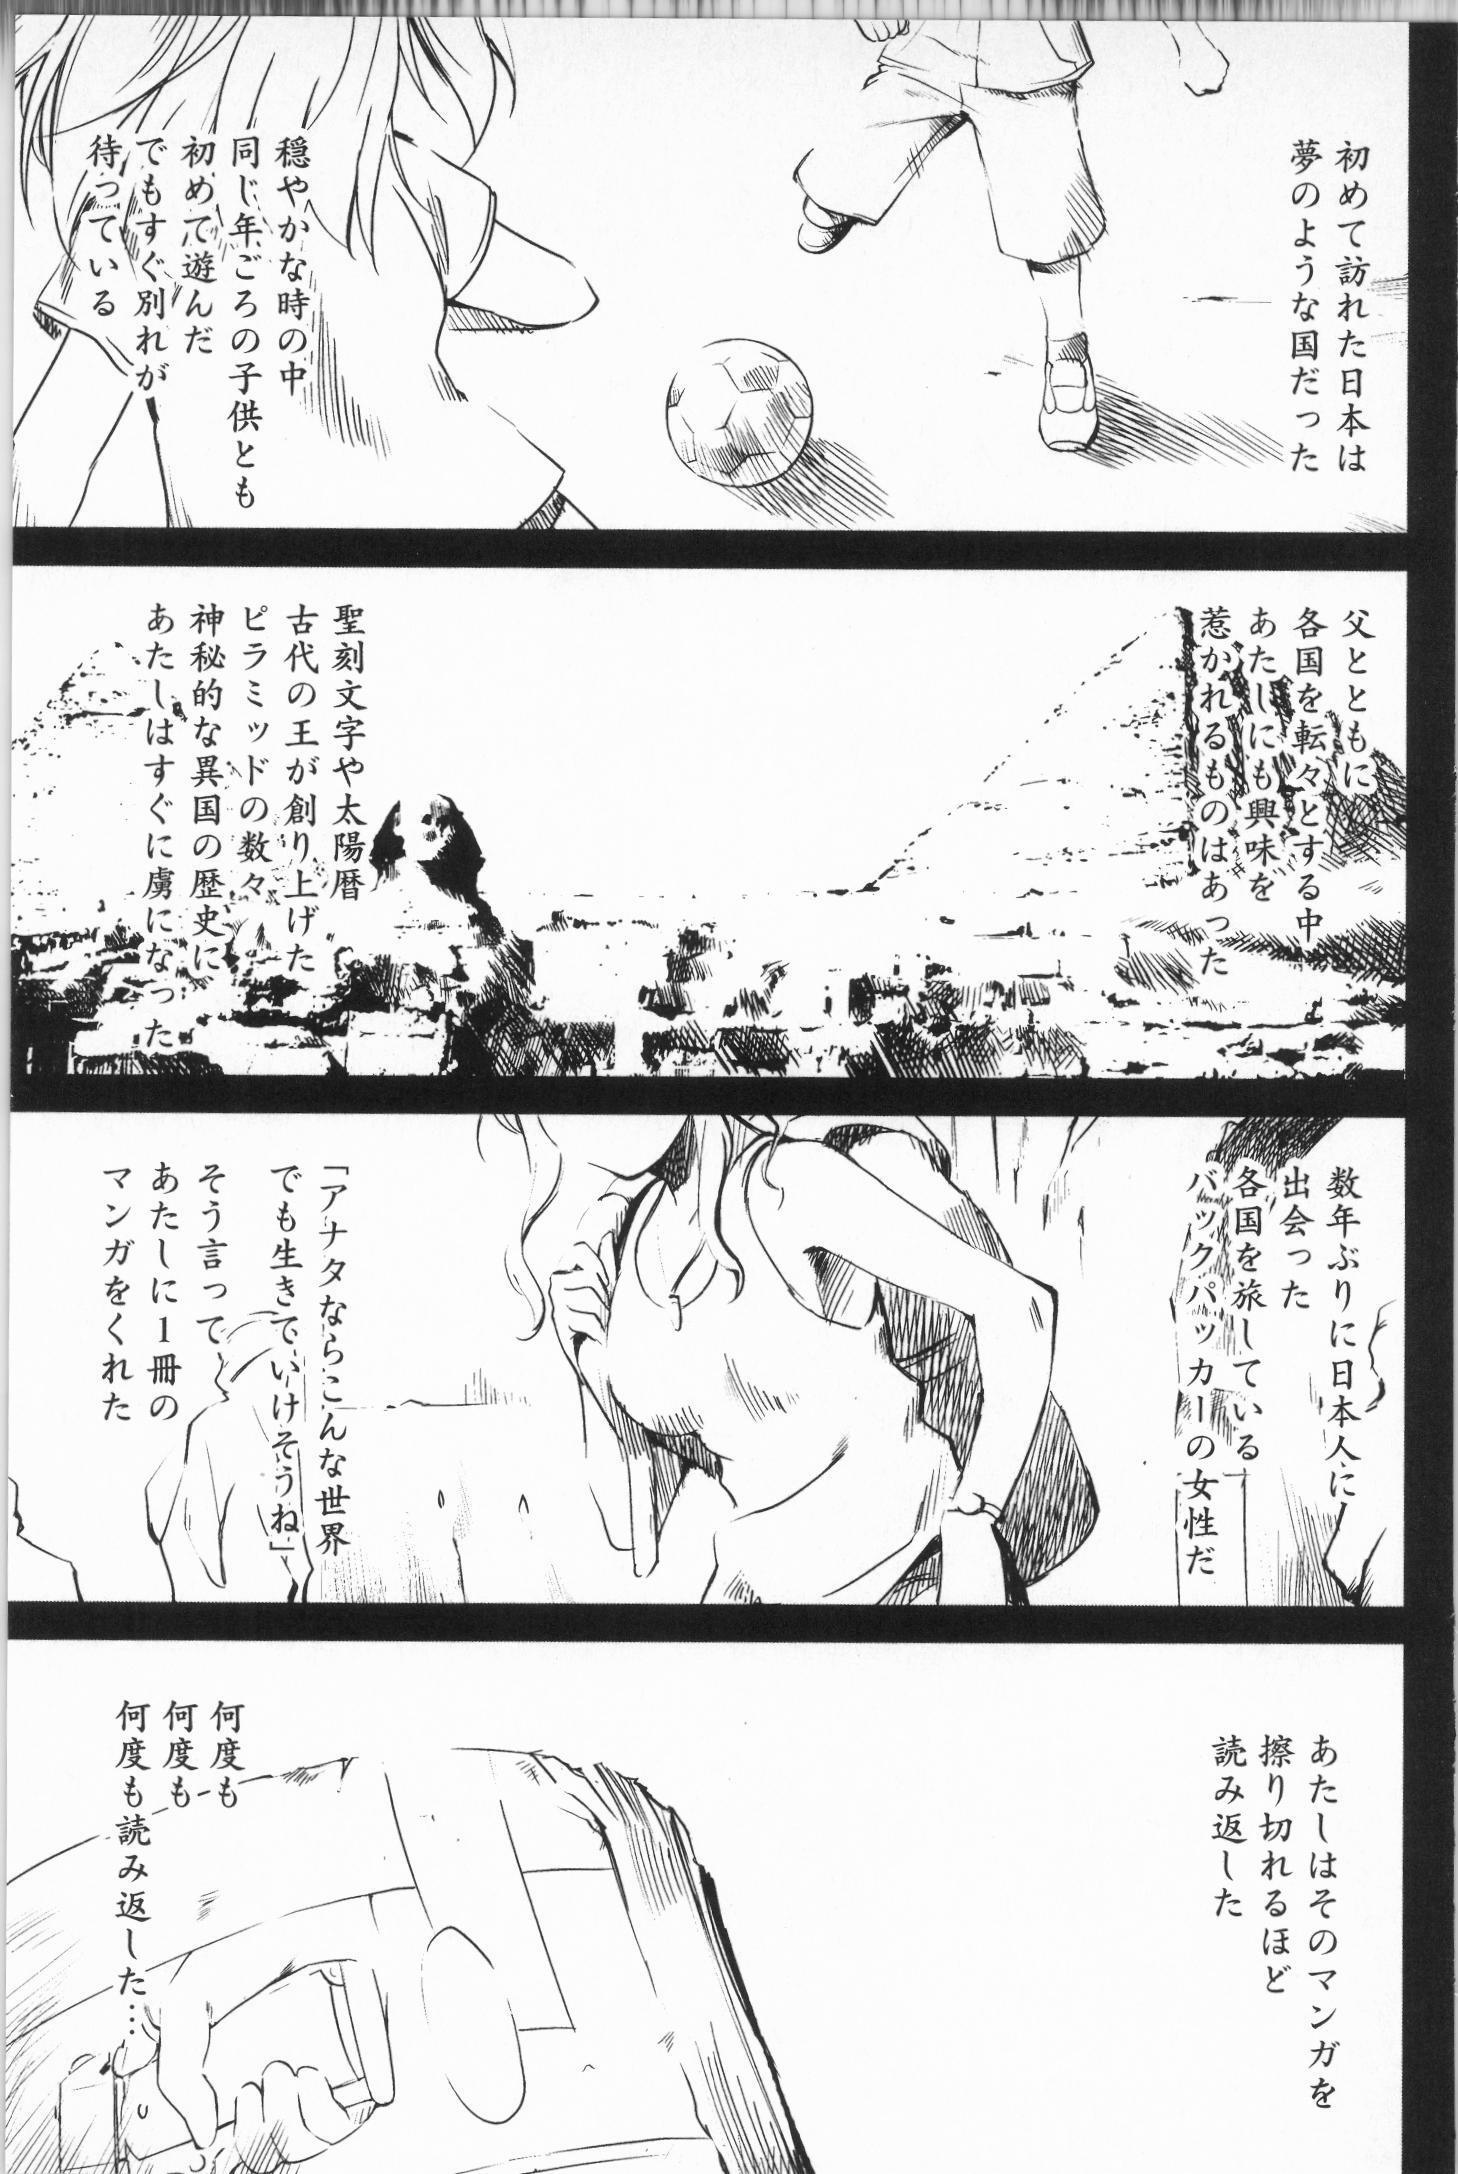 初めて訪れた日本は
夢のような国だった
穏やかな時の中
同じ年ごろの子供とも
初めて遊んだ
でもすぐ別れが
待っている
父とともに
各国を転々とする中
あたしにも興味を
惹かれるものはあった
聖刻文字や太陽暦
古代の王が創り上げた
ピラミッドの数々
神秘的な異国の歴史に
あたしはすぐに虜になった
数年ぶりに日本人に
出会った
各国を旅している
バックパッカーの女性だ
「アナタならこんな世界
でも生きていけそうね」
そう言って
あたしに1冊の
マンガをくれた
あたしはそのマンガを
擦り切れるほど
読み返した
何度も
何度も
何度も読み返した…